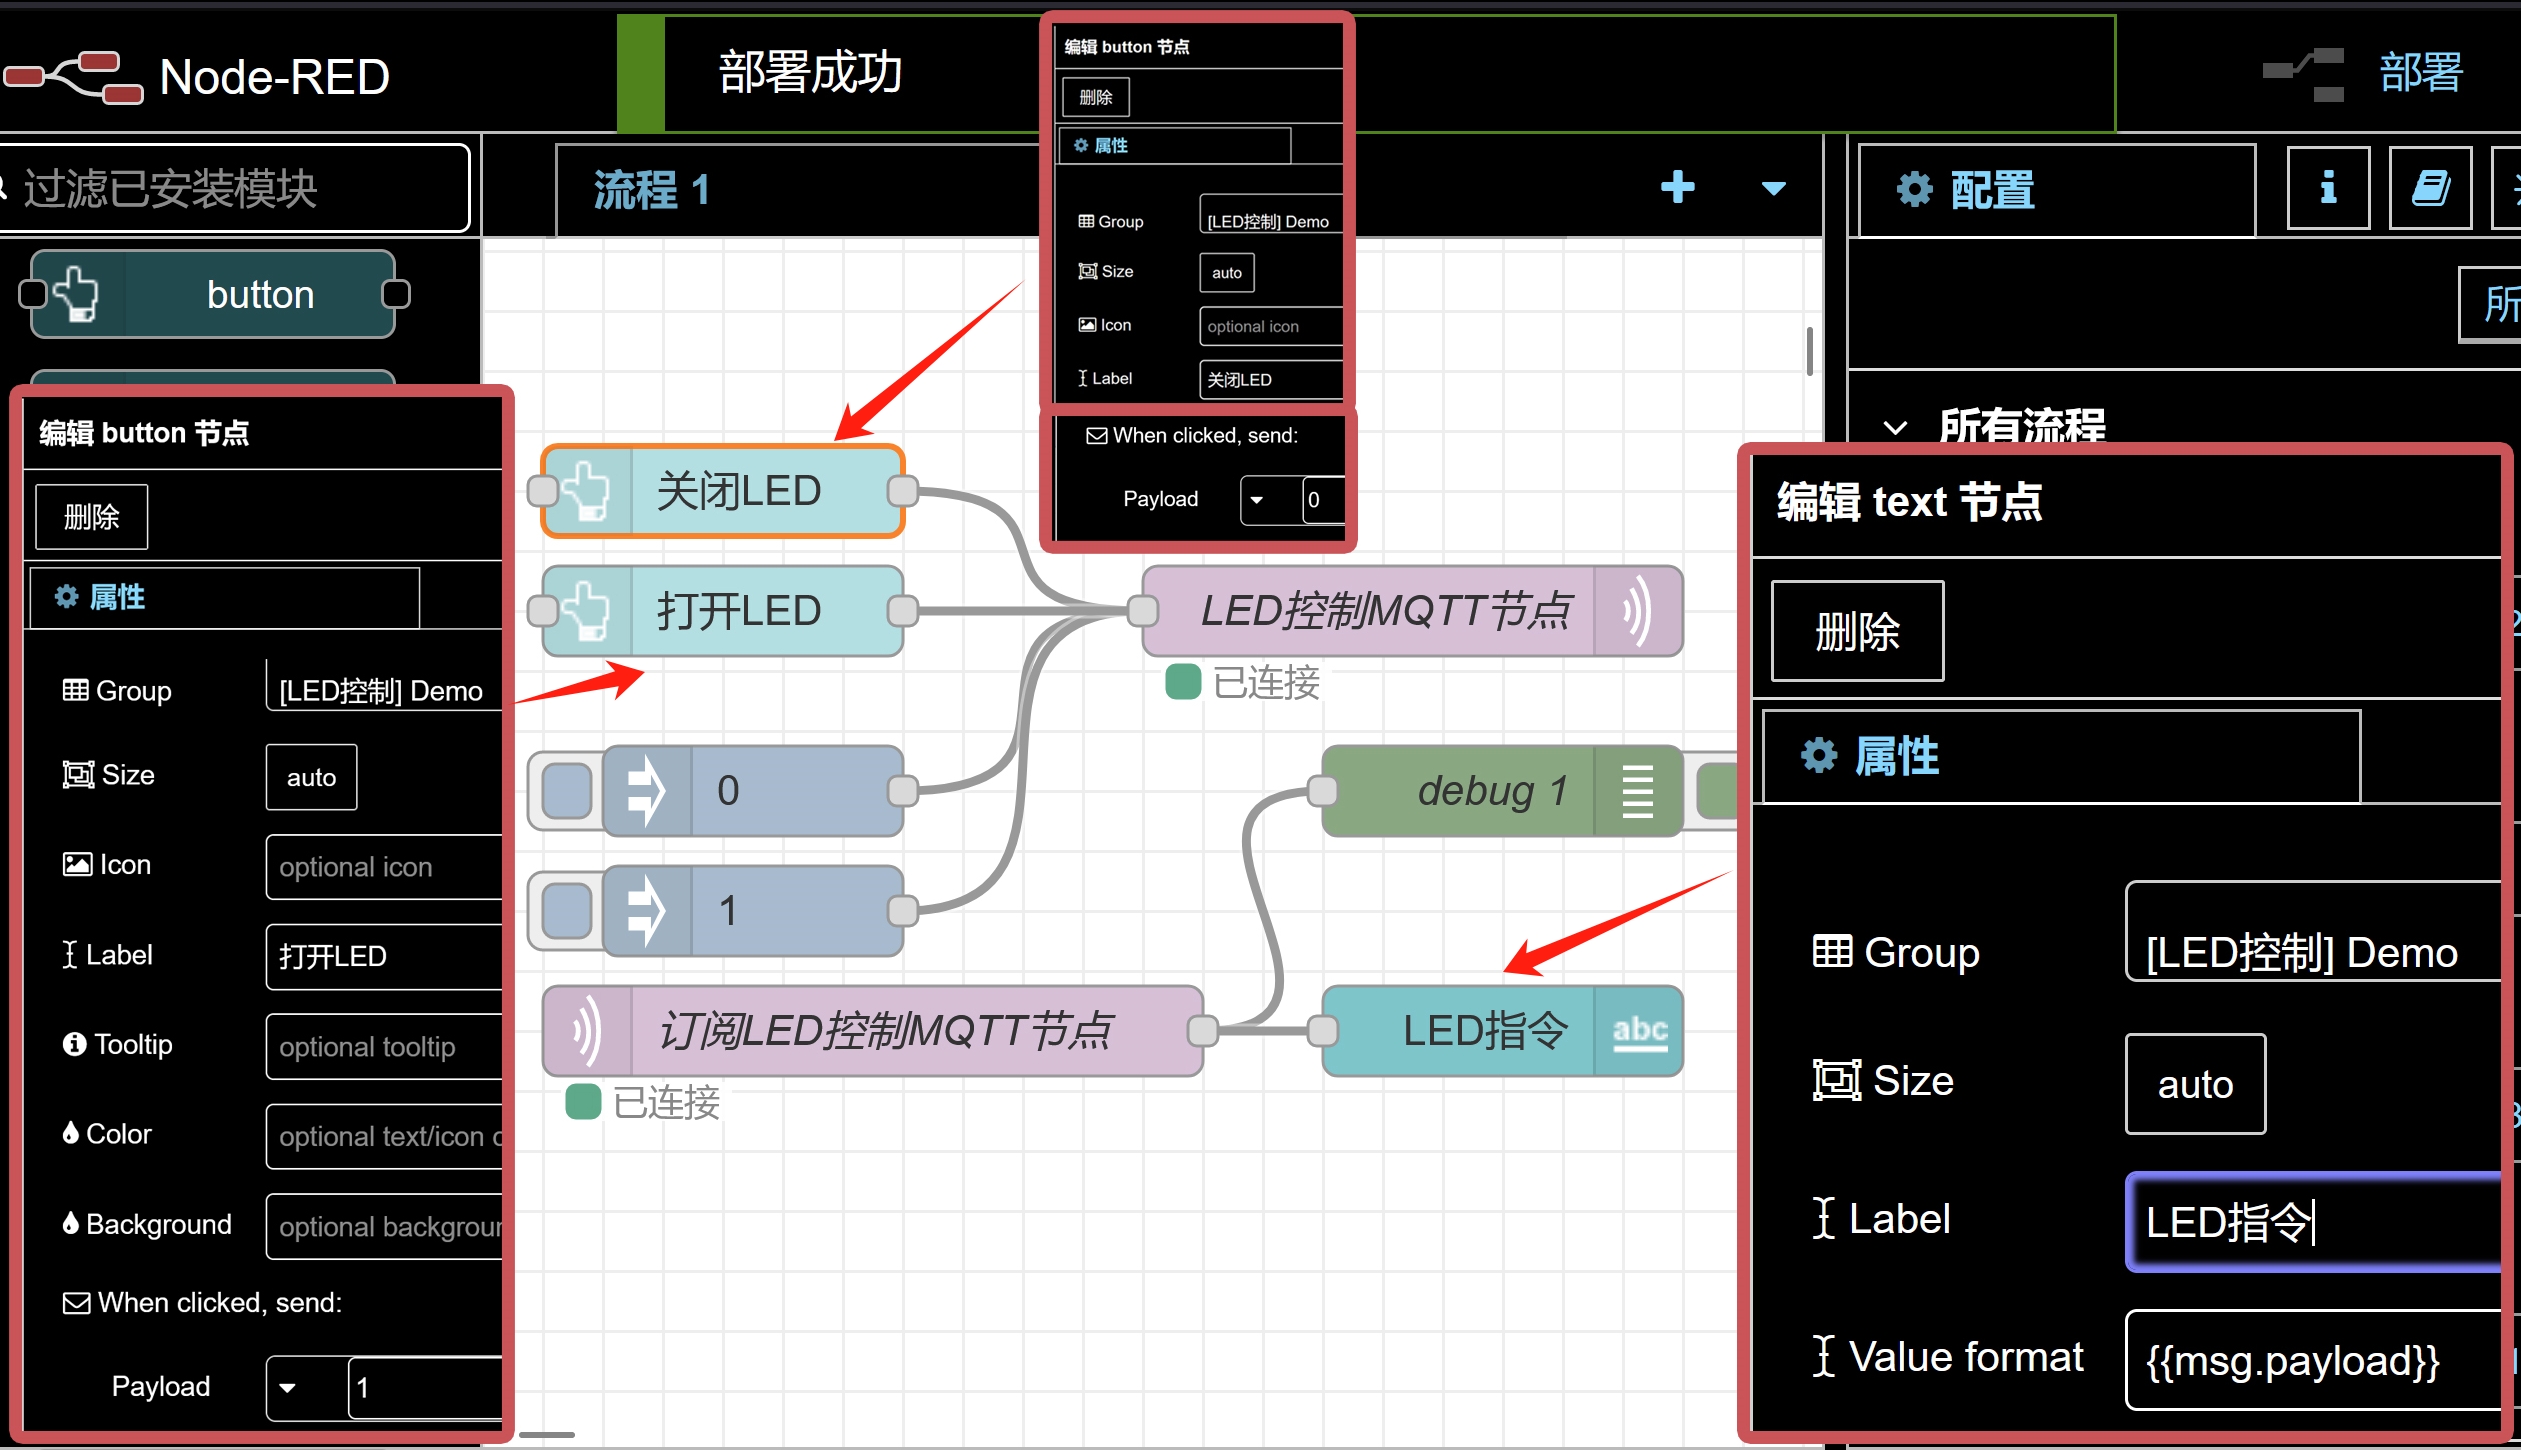 Node-RED
部署成功
部署
过滤已安装模块
流程 1
配置
button
所有流程
编辑 button 节点
删除
属性
Group
[LED控制] Demo
Size
auto
Icon
optional icon
Label
关闭LED
When clicked, send:
Payload
0
编辑 button 节点
删除
属性
Group
[LED控制] Demo
Size
auto
Icon
optional icon
Label
打开LED
Tooltip
optional tooltip
Color
optional text/icon c
Background
optional backgroun
When clicked, send:
Payload
1
关闭LED
打开LED
LED控制MQTT节点
已连接
0
debug 1
1
订阅LED控制MQTT节点
已连接
LED指令
abc
编辑 text 节点
删除
属性
Group
[LED控制] Demo
Size
auto
Label
LED指令
Value format
{{msg.payload}}